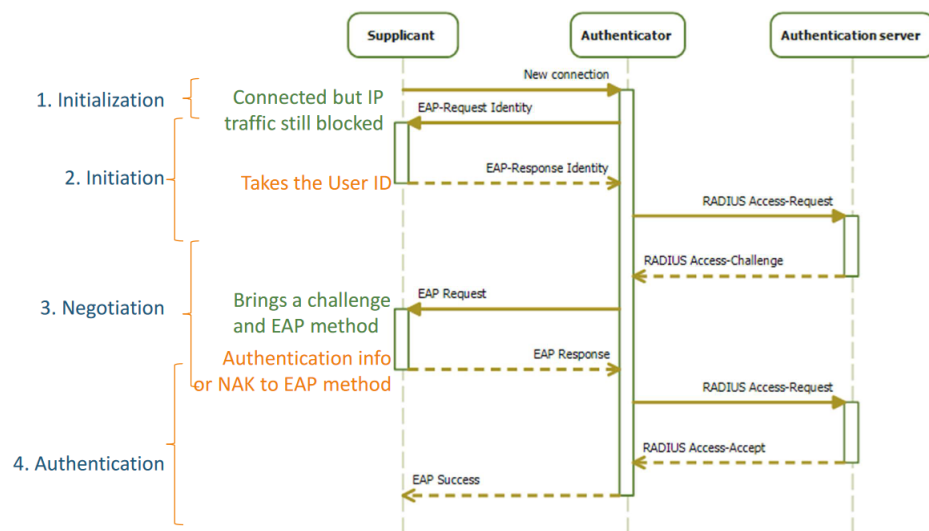 Supplicant
Authenticator
Authentication server
New connection
1. Initialization
Connected but IP
traffic still blocked
EAP-Request Identity
2. Initiation
Takes the User ID
EAP-Response Identity
RADIUS Access-Request
RADIUS Access-Challenge
3. Negotiation
Brings a challenge
and EAP method
EAP Request
Authentication info
or NAK to EAP method
EAP Response
RADIUS Access-Request
RADIUS Access-Accept
4. Authentication
EAP Success